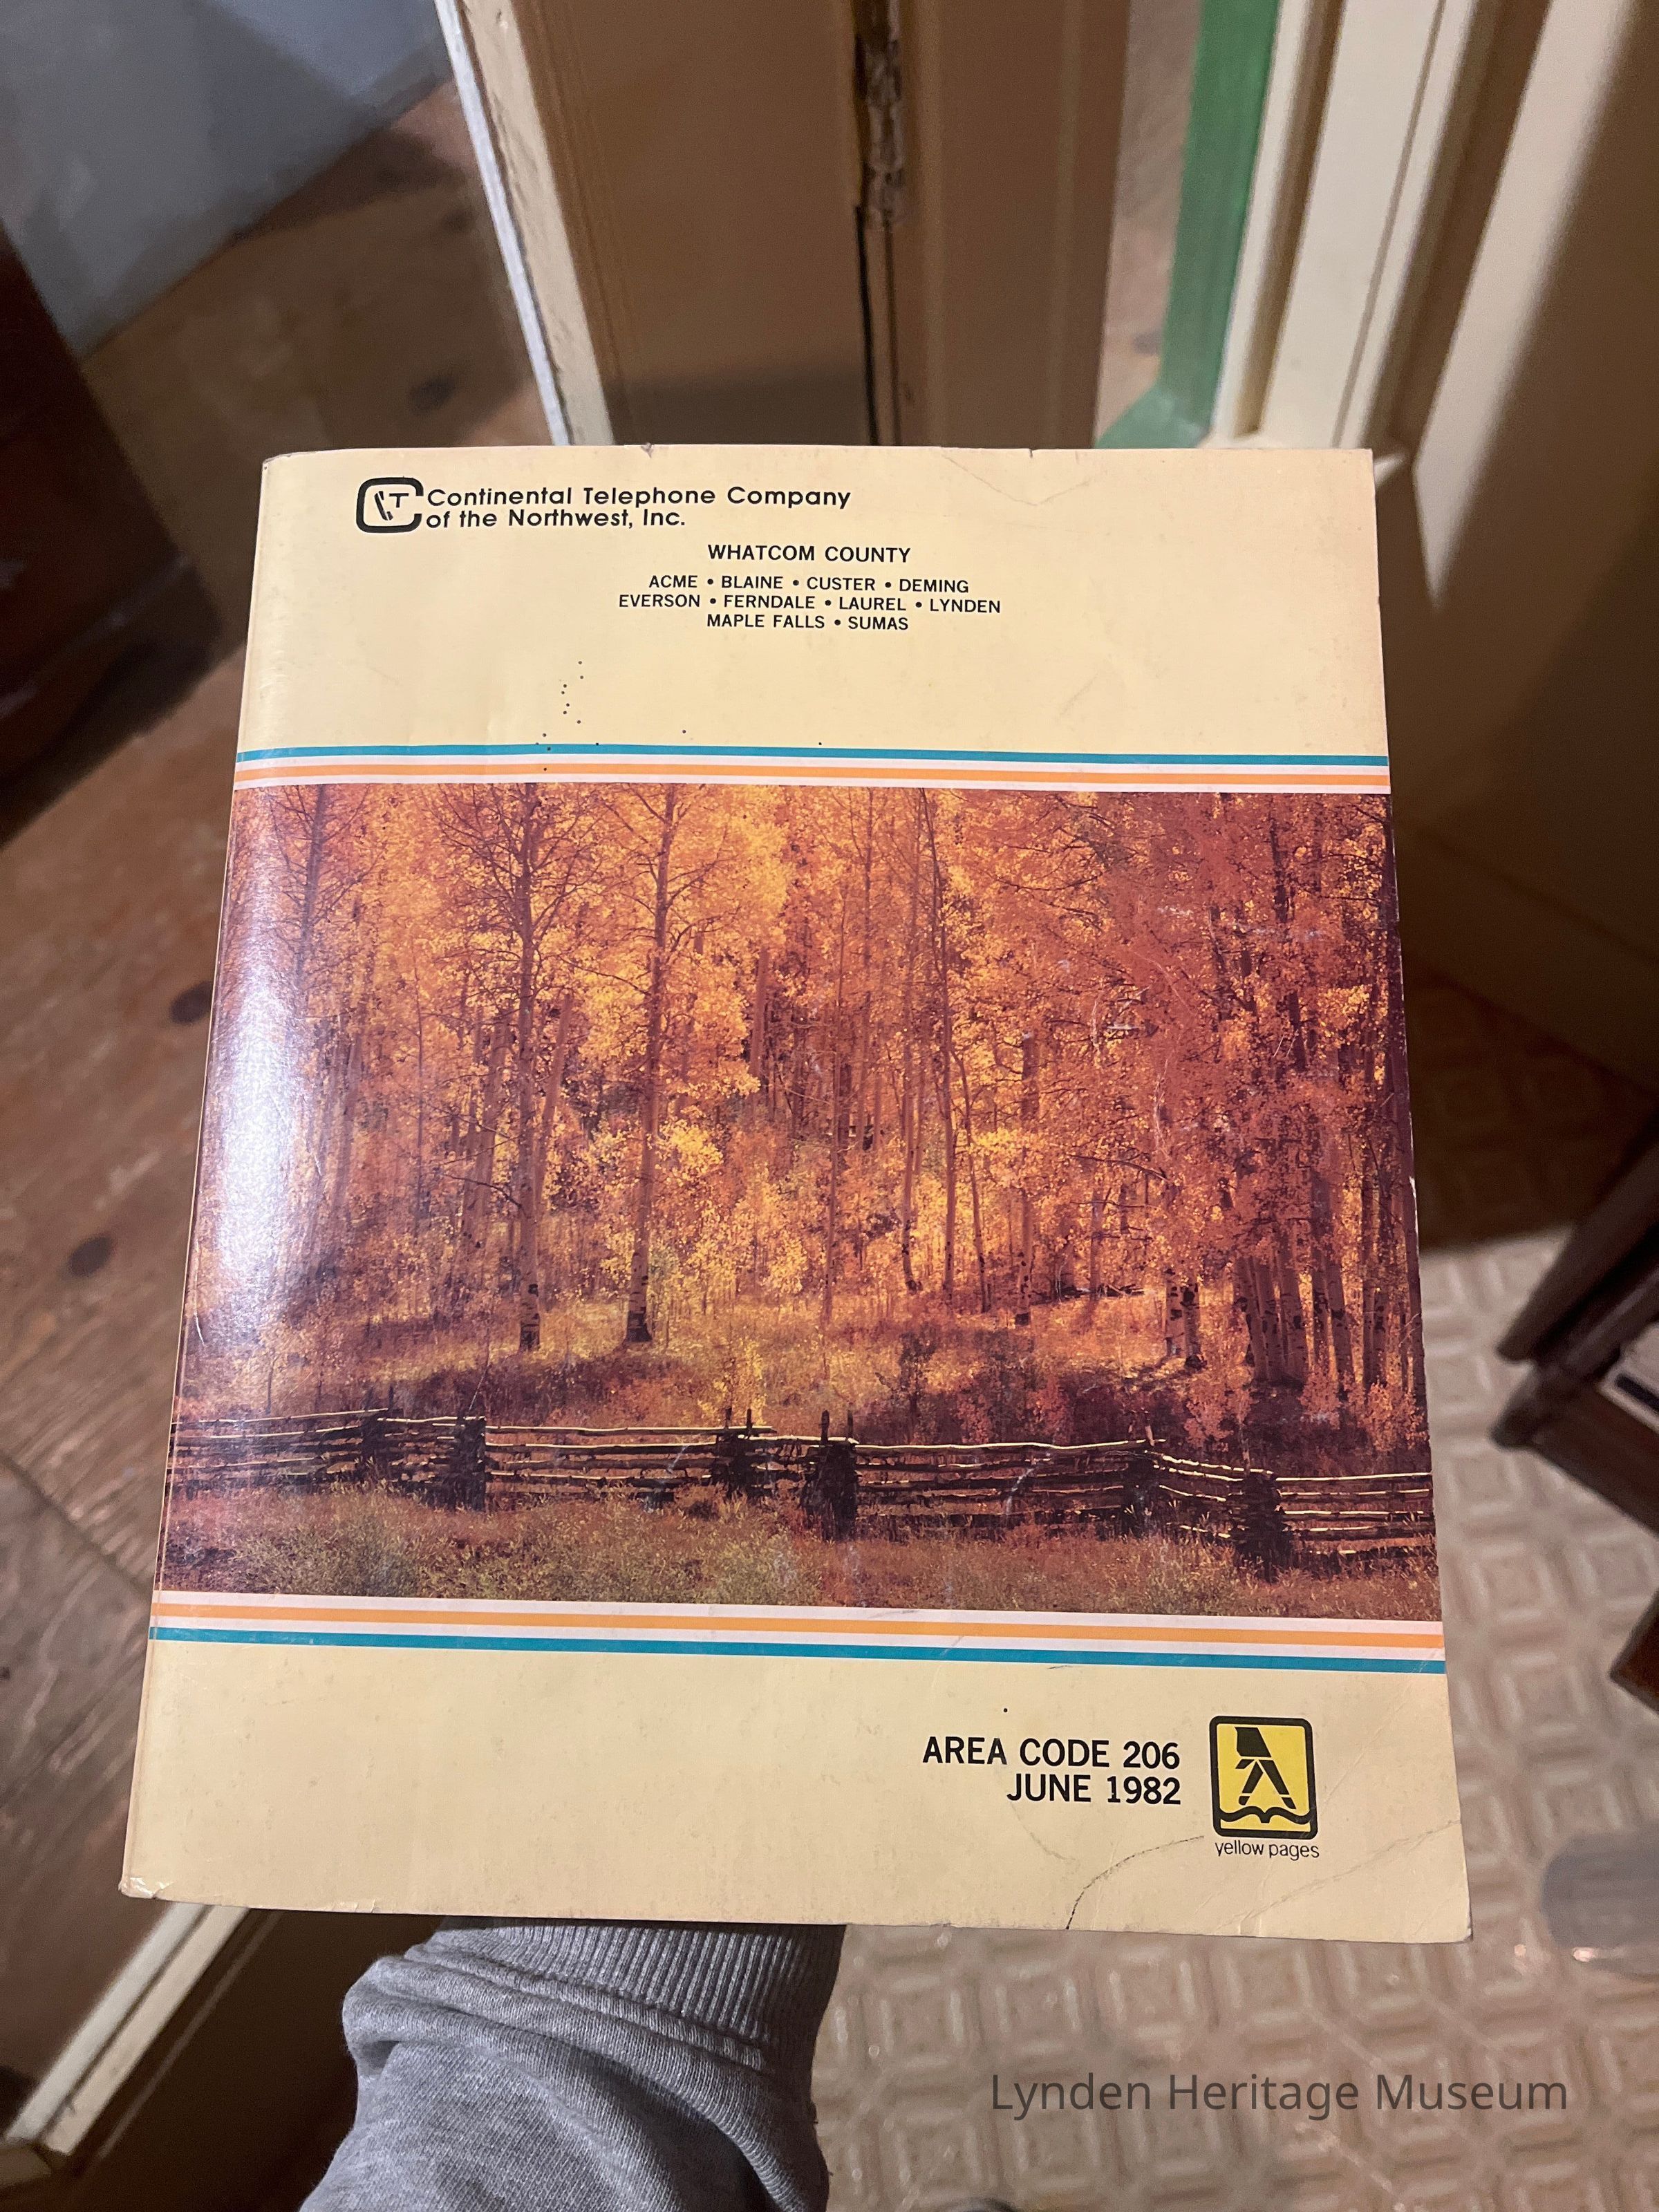 CT Continental Telephone Company
of the Northwest, Inc.
WHATCOM COUNTY
ACME • BLAINE • CUSTER • DEMING
EVERSON • FERNDALE • LAUREL • LYNDEN
MAPLE FALLS • SUMAS
AREA CODE 206
JUNE 1982
yellow pages
Lynden Heritage Museum